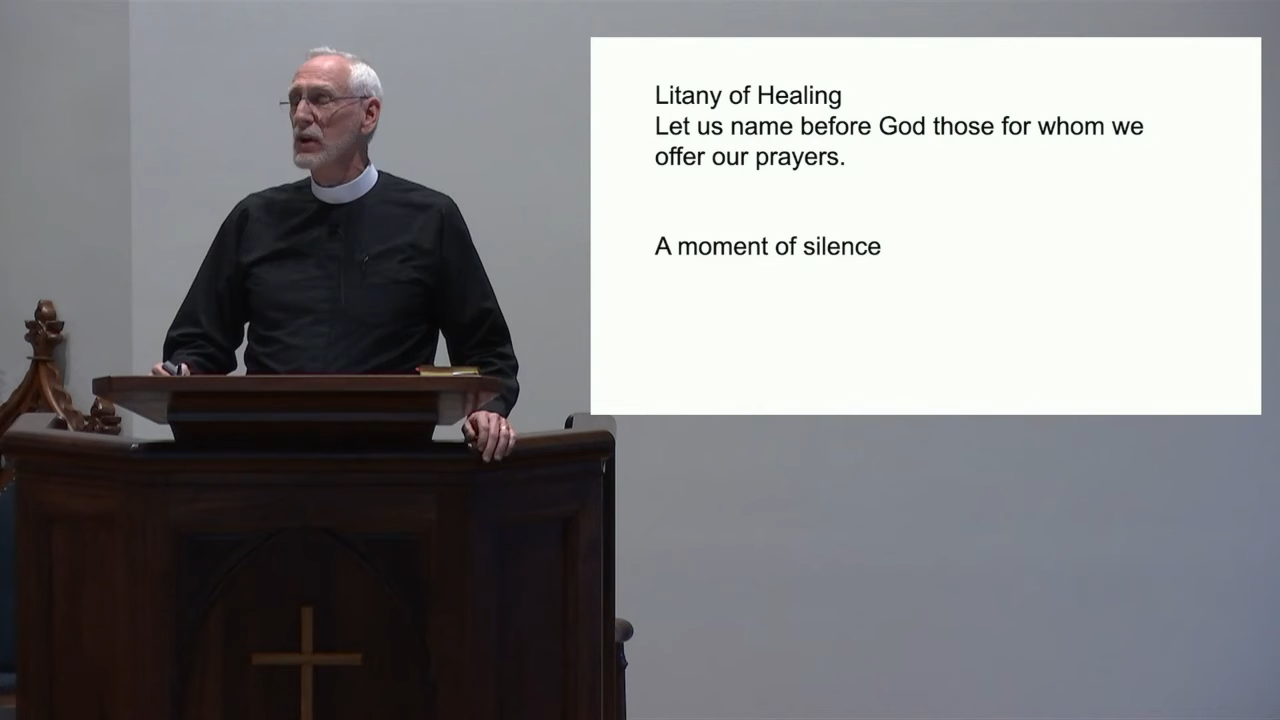 Litany of Healing
Let us name before God those for whom we
offer our prayers.
A moment of silence